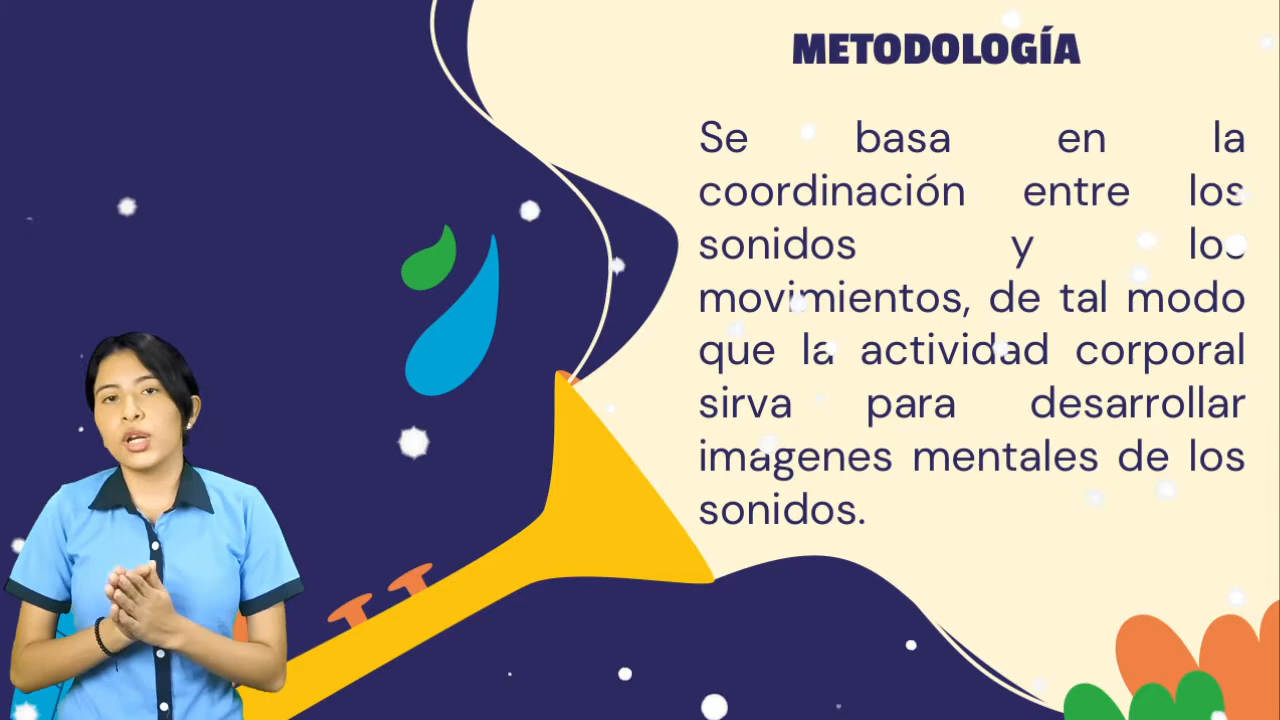 METODOLOGÍA
Se basa en la
coordinación entre los
sonidos y los
movimientos, de tal modo
que la actividad corporal
sirva para desarrollar
imágenes mentales de los
sonidos.